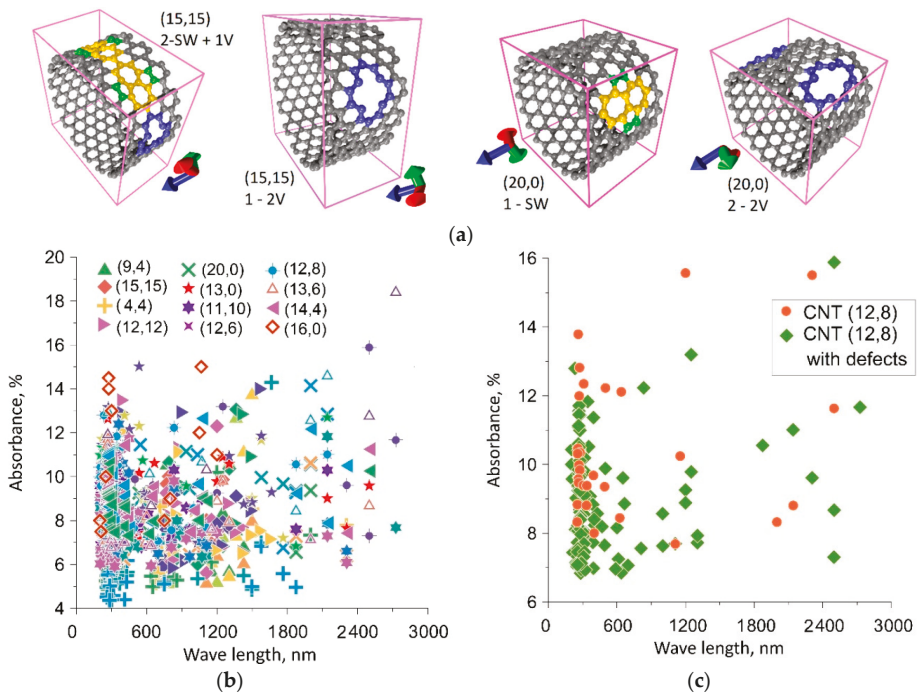 (15,15)
2-SW + 1V
(15,15)
1 - 2V
(20,0)
1 - SW
(20,0)
2 - 2V
(a)
20
18
16
14
12
10
8
6
4
Absorbance, %
(9,4)
(15,15)
(4,4)
(12,12)
(20,0)
(13,0)
(11,10)
(12,6)
(12,8)
(13,6)
(14,4)
(16,0)
0 600 1200 1800 2400 3000
Wave length, nm
(b)
16
14
12
10
8
6
Absorbance, %
CNT (12,8)
CNT (12,8)
with defects
0 600 1200 1800 2400 3000
Wave length, nm
(c)